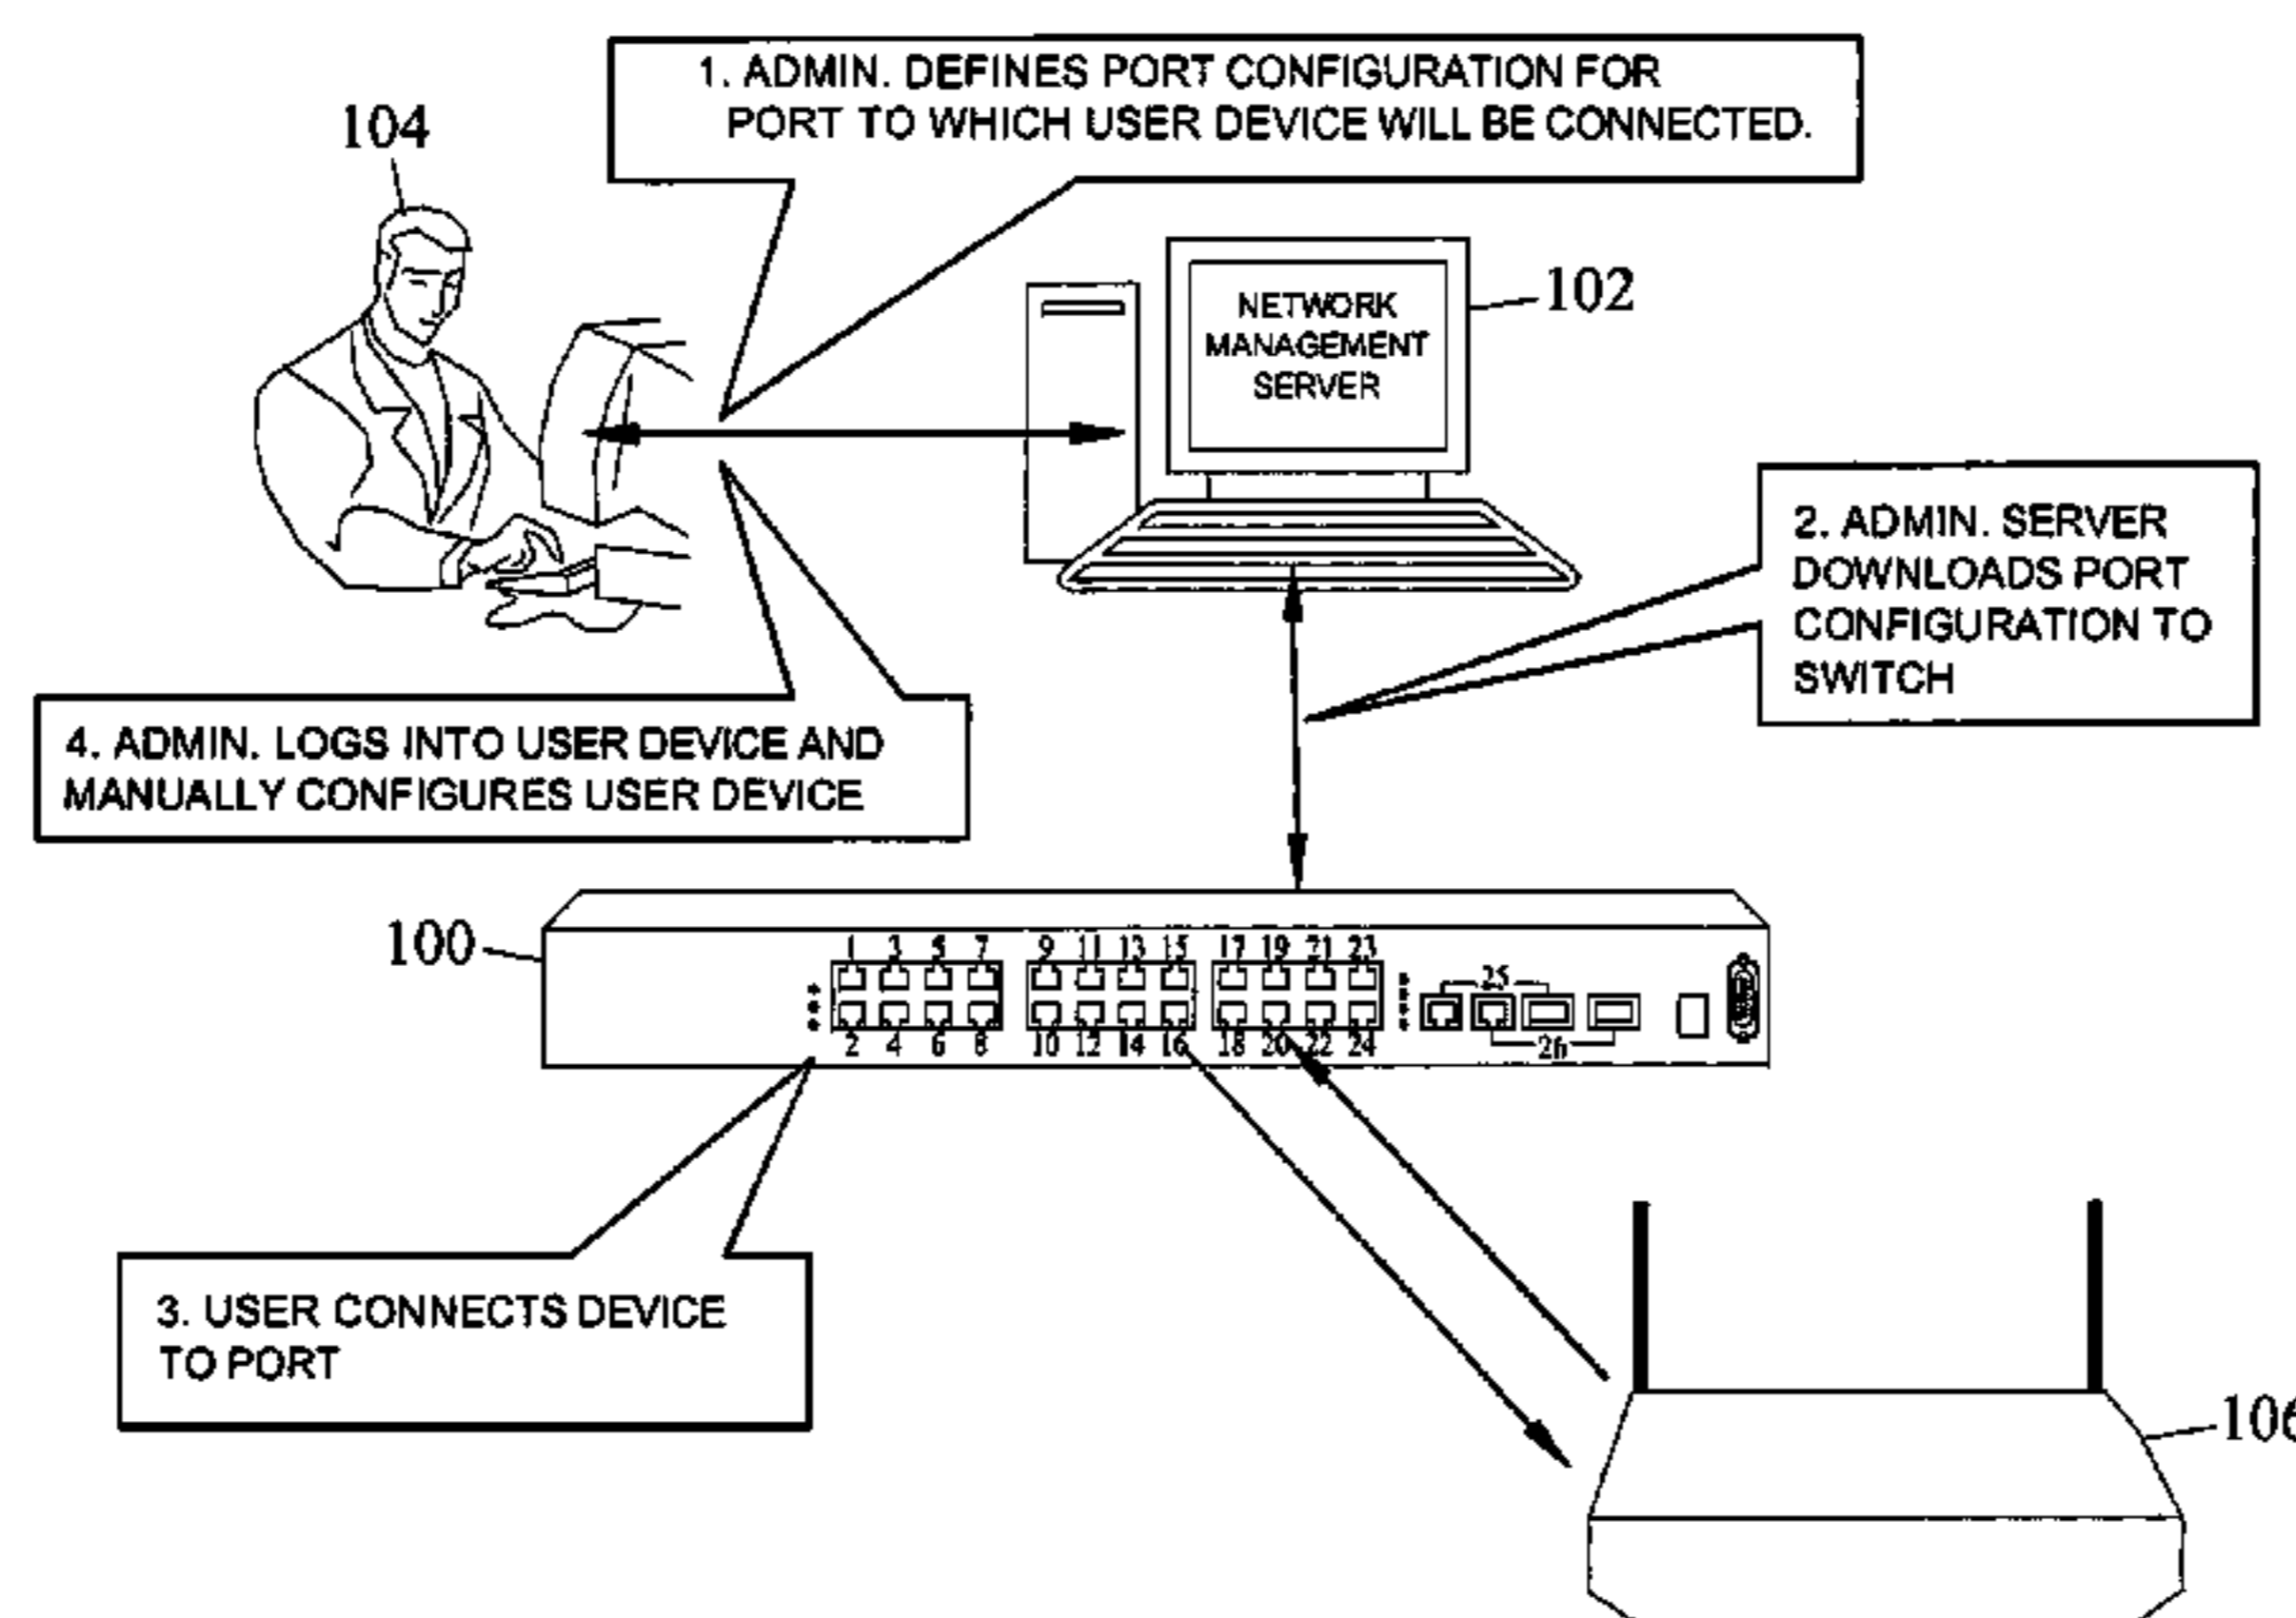 1. ADMIN. DEFINES PORT CONFIGURATION FOR
PORT TO WHICH USER DEVICE WILL BE CONNECTED.
104
NETWORK
MANAGEMENT
SERVER
102
2. ADMIN. SERVER
DOWNLOADS PORT
CONFIGURATION TO
SWITCH
4. ADMIN. LOGS INTO USER DEVICE AND
MANUALLY CONFIGURES USER DEVICE
100
1 3 5 7 9 11 13 15 17 19 21 23
25
2 4 6 8 10 12 14 16 18 20 22 24
26
3. USER CONNECTS DEVICE
TO PORT
106